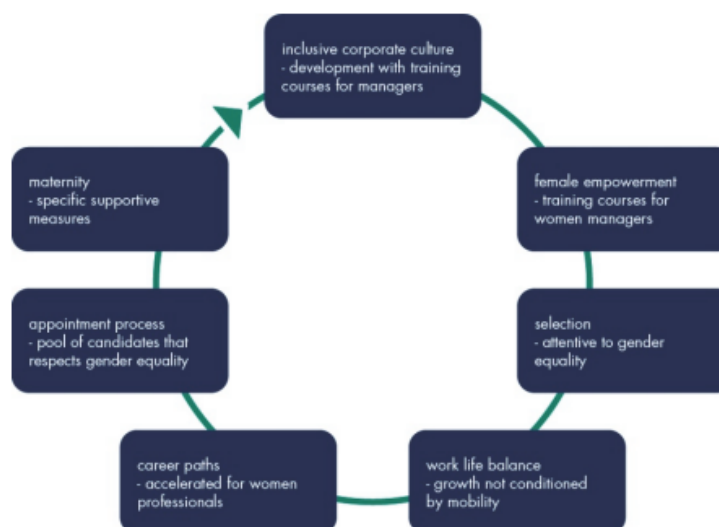 inclusive corporate culture
- development with training
courses for managers
female empowerment
- training courses for
women managers
selection
- attentive to gender
equality
work life balance
- growth not conditioned
by mobility
career paths
- accelerated for women
professionals
appointment process
- pool of candidates that
respects gender equality
maternity
- specific supportive
measures